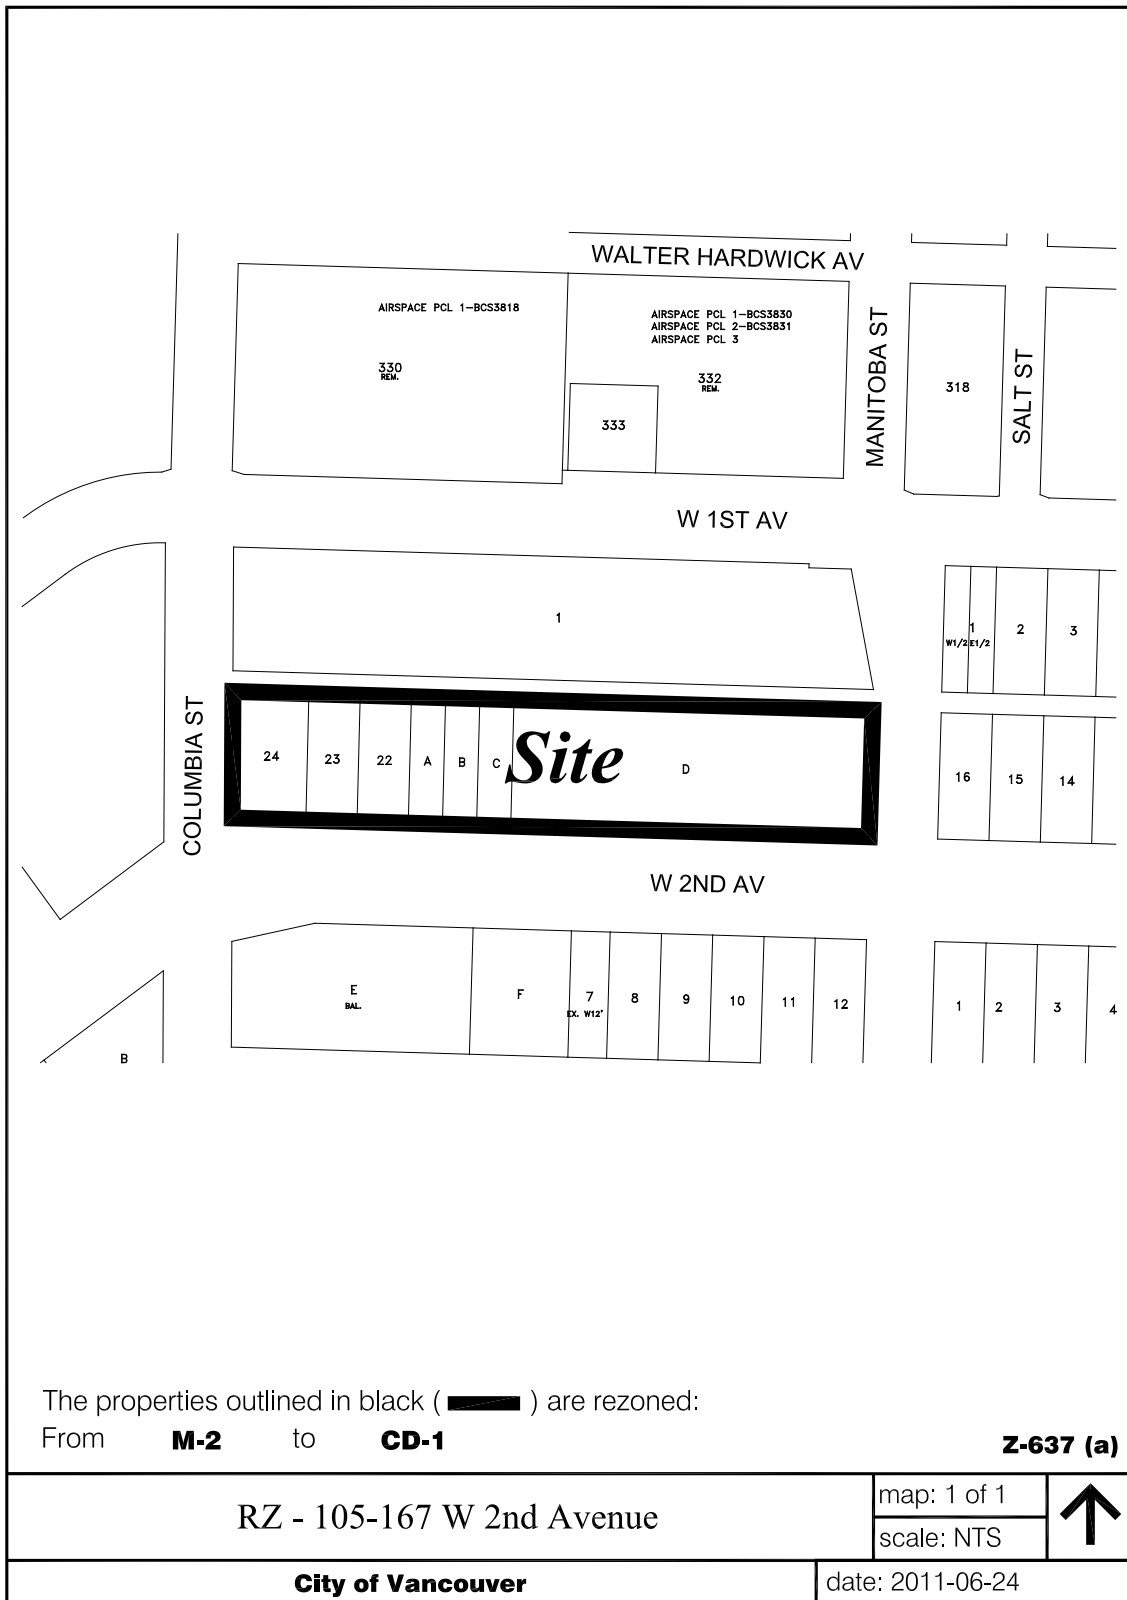 WALTER HARDWICK AV
AIRSPACE PCL 1-BCS3818
AIRSPACE PCL 1-BCS3830
AIRSPACE PCL 2-BCS3831
AIRSPACE PCL 3
330
REM.
332
REM.
333
318
MANITOBA ST
SALT ST
W 1ST AV
1
1
W1/2 E1/2
2
3
COLUMBIA ST
24
23
22
A
B
C
Site
D
16
15
14
W 2ND AV
E
BAL.
F
7
EX. W12'
8
9
10
11
12
1
2
3
4
B
The properties outlined in black ( ) are rezoned:
From M-2 to CD-1
Z-637 (a)
RZ - 105-167 W 2nd Avenue
map: 1 of 1
scale: NTS
City of Vancouver
date: 2011-06-24